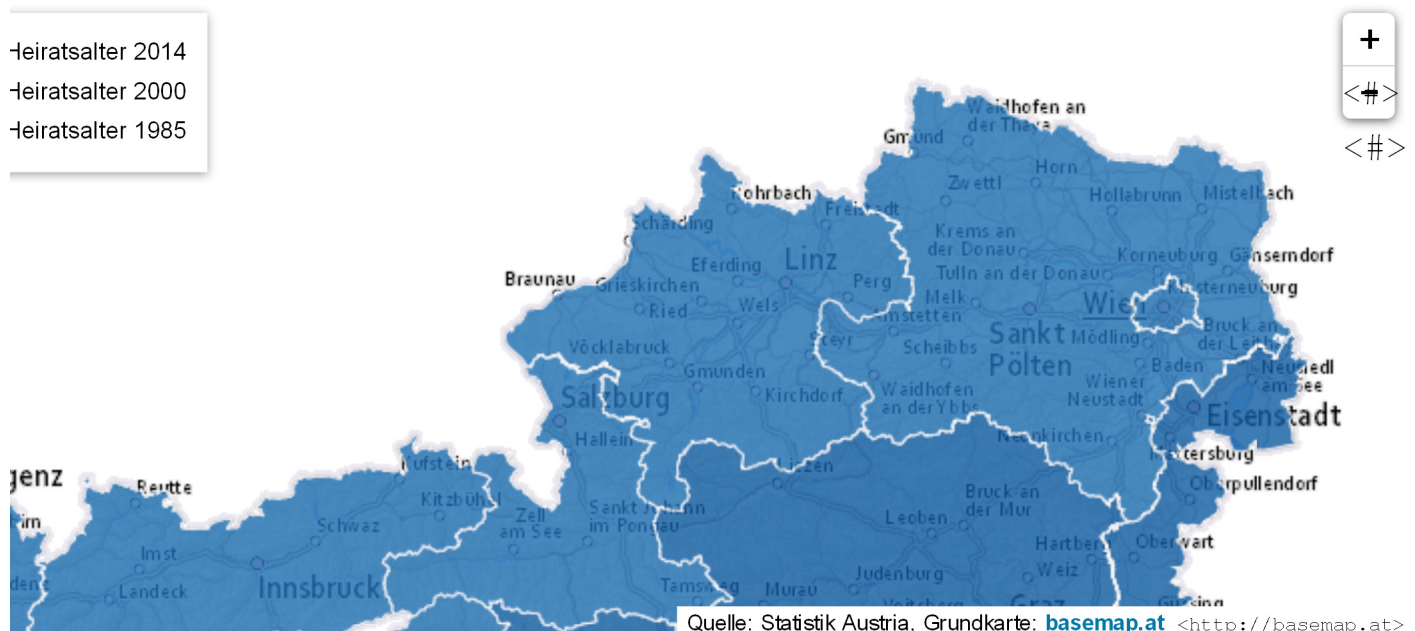 Heiratsalter 2014
Heiratsalter 2000
Heiratsalter 1985
+
<#>
<#>
Waidhofen an
der Thaya
Gmünd
Horn
Zwettl
Hollabrunn
Mistelbach
Rohrbach
Freistadt
Schärding
Krems an
der Donau
Korneuburg
Gänserndorf
Linz
Eferding
Tulln an der Donau
Braunau
Grieskirchen
Perg
Melk
Wien
Klosterneuburg
Ried
Wels
Amstetten
Sankt
Pölten
Mödling
Bruck an
der Leitha
Steyr
Scheibbs
Vöcklabruck
Gmunden
Baden
Neusiedl
am See
Salzburg
Kirchdorf
Waidhofen
an der Ybbs
Wiener
Neustadt
Eisenstadt
Hallein
Neunkirchen
Mattersburg
Kufstein
Liezen
genz
Reutte
Kitzbühel
Oberpullendorf
irn
Schwaz
Zell
am See
Sankt Johann
im Pongau
Bruck an
der Mur
Leoben
Imst
Hartberg
Oberwart
Innsbruck
Landeck
Tamsweg
Murau
Judenburg
Weiz
denz
Voitsberg
Graz
Güssing
Quelle: Statistik Austria, Grundkarte: basemap.at <http://basemap.at>